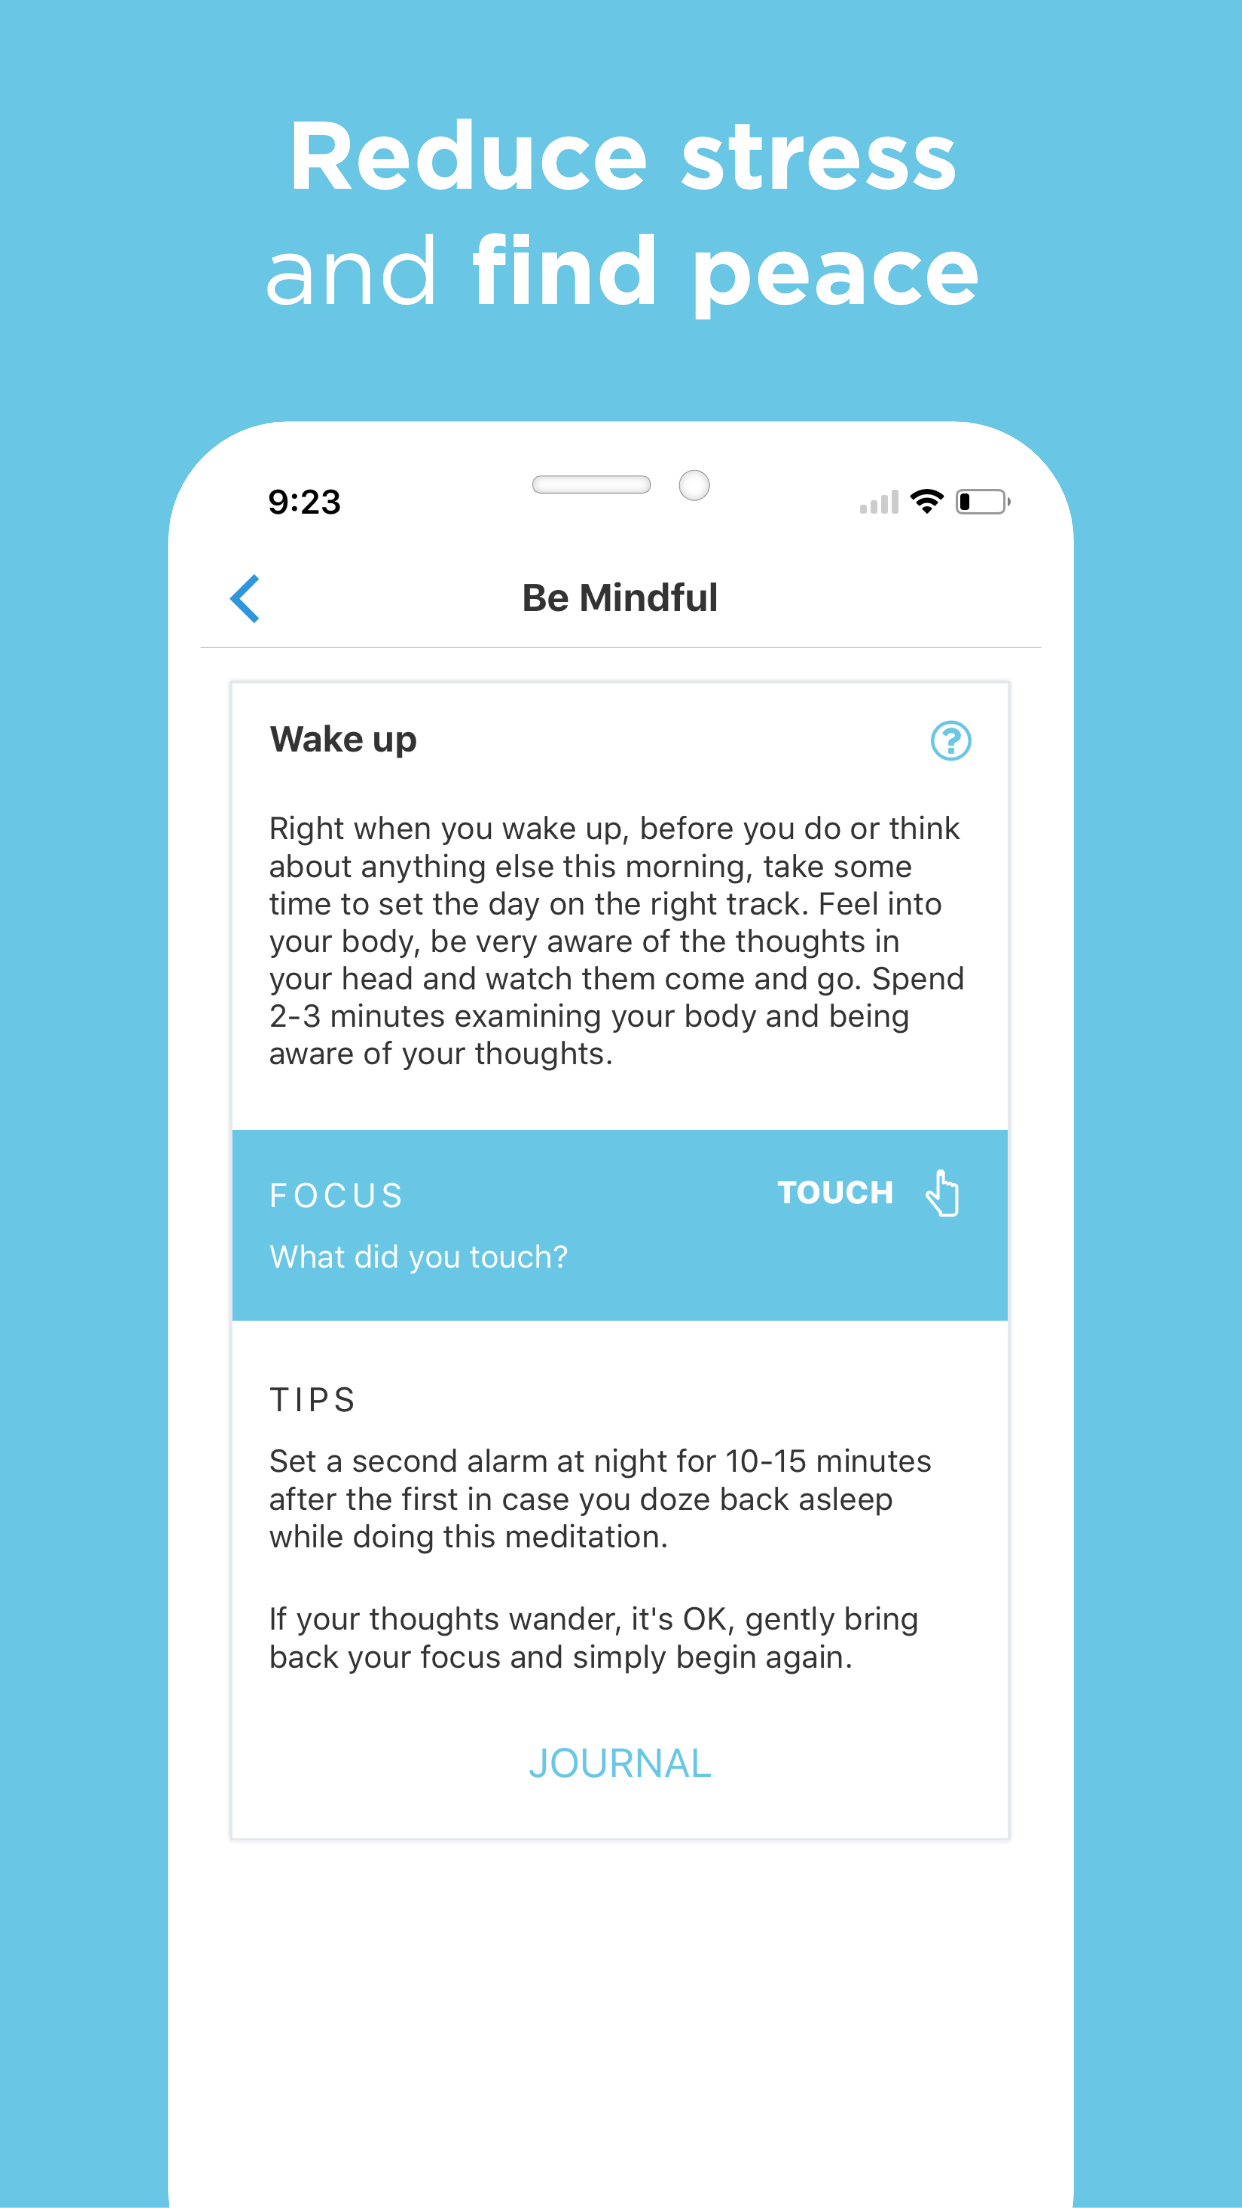 Reduce stress
and find peace
9:23
Be Mindful
Wake up
?
Right when you wake up, before you do or think
about anything else this morning, take some
time to set the day on the right track. Feel into
your body, be very aware of the thoughts in
your head and watch them come and go. Spend
2-3 minutes examining your body and being
aware of your thoughts.
FOCUS
TOUCH
What did you touch?
TIPS
Set a second alarm at night for 10-15 minutes
after the first in case you doze back asleep
while doing this meditation.
If your thoughts wander, it's OK, gently bring
back your focus and simply begin again.
JOURNAL